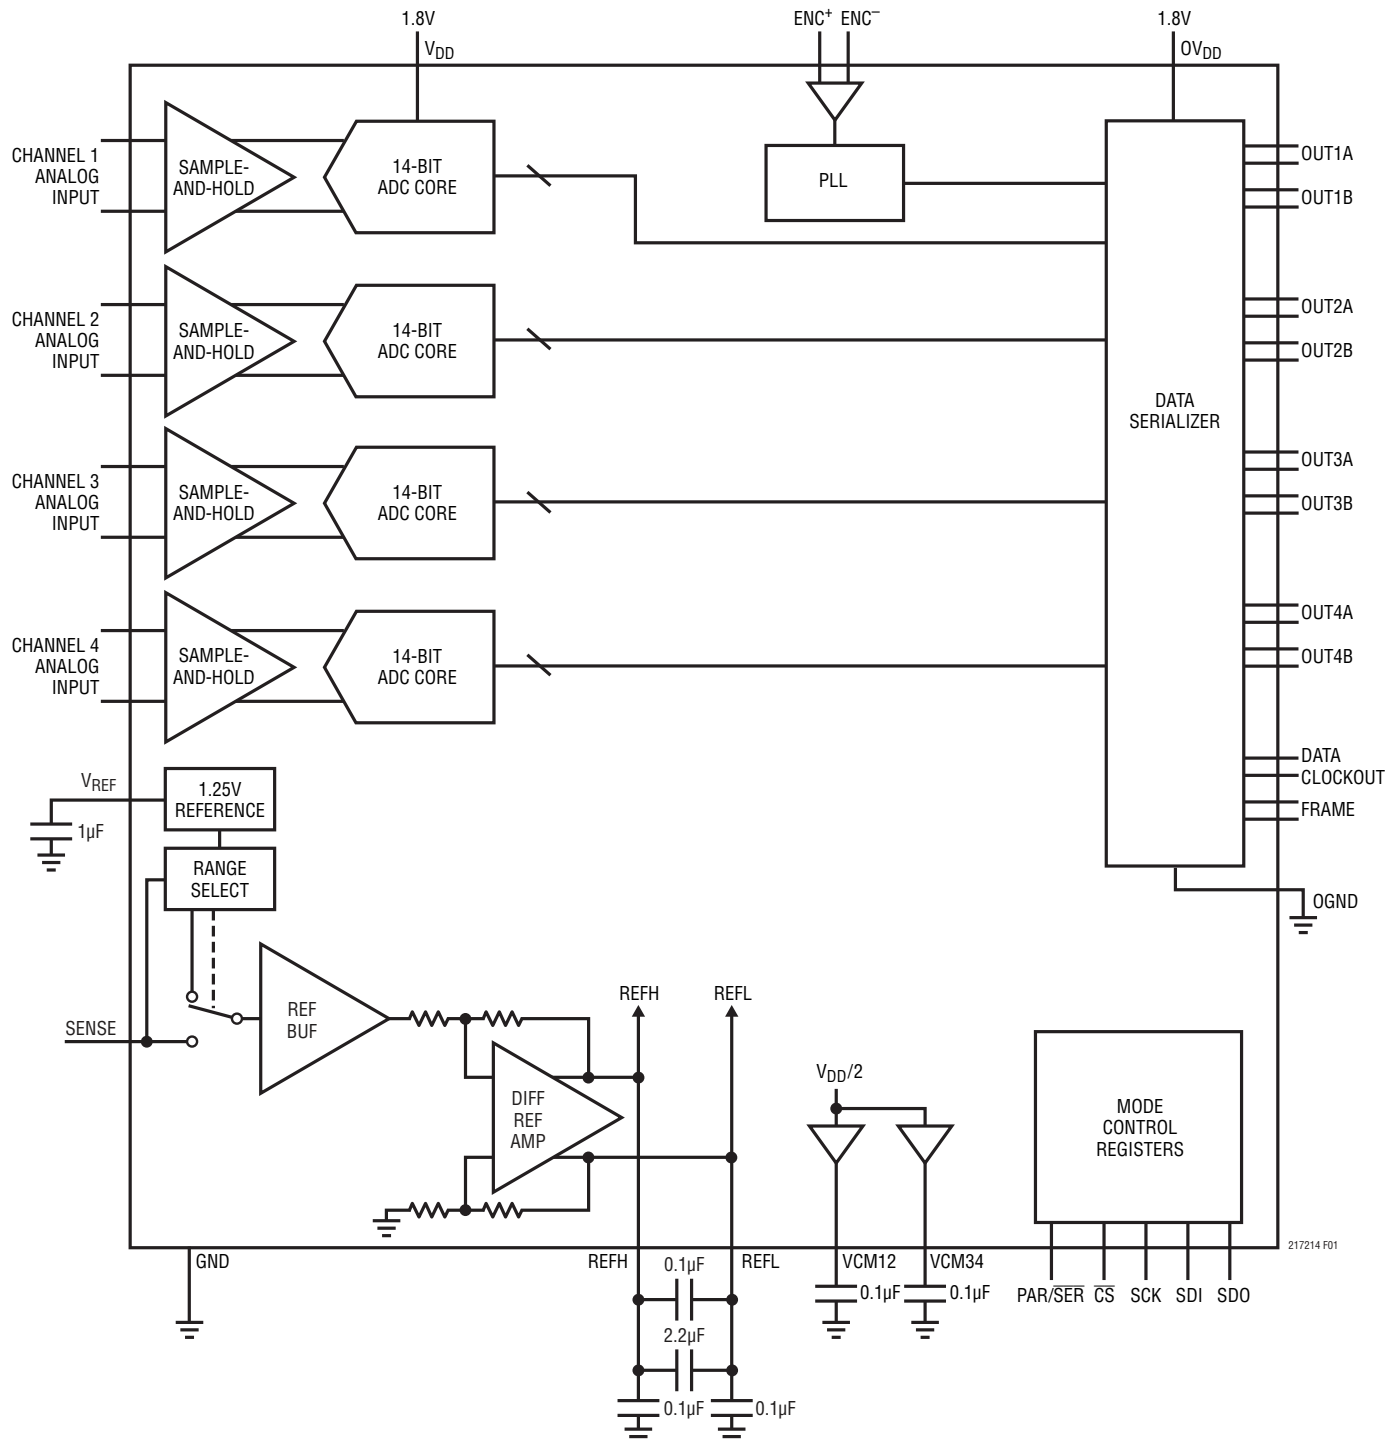 1.8V
ENC+ ENC–
1.8V
VDD
OVDD
CHANNEL 1
ANALOG
INPUT
SAMPLE-
AND-HOLD
14-BIT
ADC CORE
PLL
OUT1A
OUT1B
CHANNEL 2
ANALOG
INPUT
SAMPLE-
AND-HOLD
14-BIT
ADC CORE
OUT2A
OUT2B
DATA
SERIALIZER
CHANNEL 3
ANALOG
INPUT
SAMPLE-
AND-HOLD
14-BIT
ADC CORE
OUT3A
OUT3B
CHANNEL 4
ANALOG
INPUT
SAMPLE-
AND-HOLD
14-BIT
ADC CORE
OUT4A
OUT4B
DATA
CLOCKOUT
FRAME
VREF
1.25V
REFERENCE
1µF
RANGE
SELECT
OGND
REF
BUF
REFH
REFL
SENSE
VDD/2
DIFF
REF
AMP
MODE
CONTROL
REGISTERS
217214 F01
GND
REFH
0.1µF
REFL
VCM12
VCM34
0.1µF
0.1µF
PAR/S̅E̅R̅
C̅S̅
SCK
SDI
SDO
2.2µF
0.1µF
0.1µF